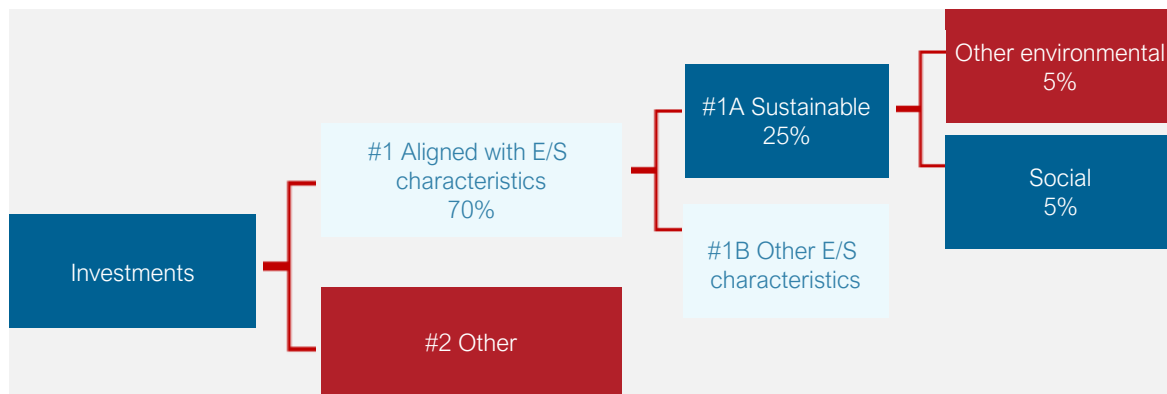 Investments
#1 Aligned with E/S
characteristics
70%
#2 Other
#1A Sustainable
25%
#1B Other E/S
characteristics
Other environmental
5%
Social
5%